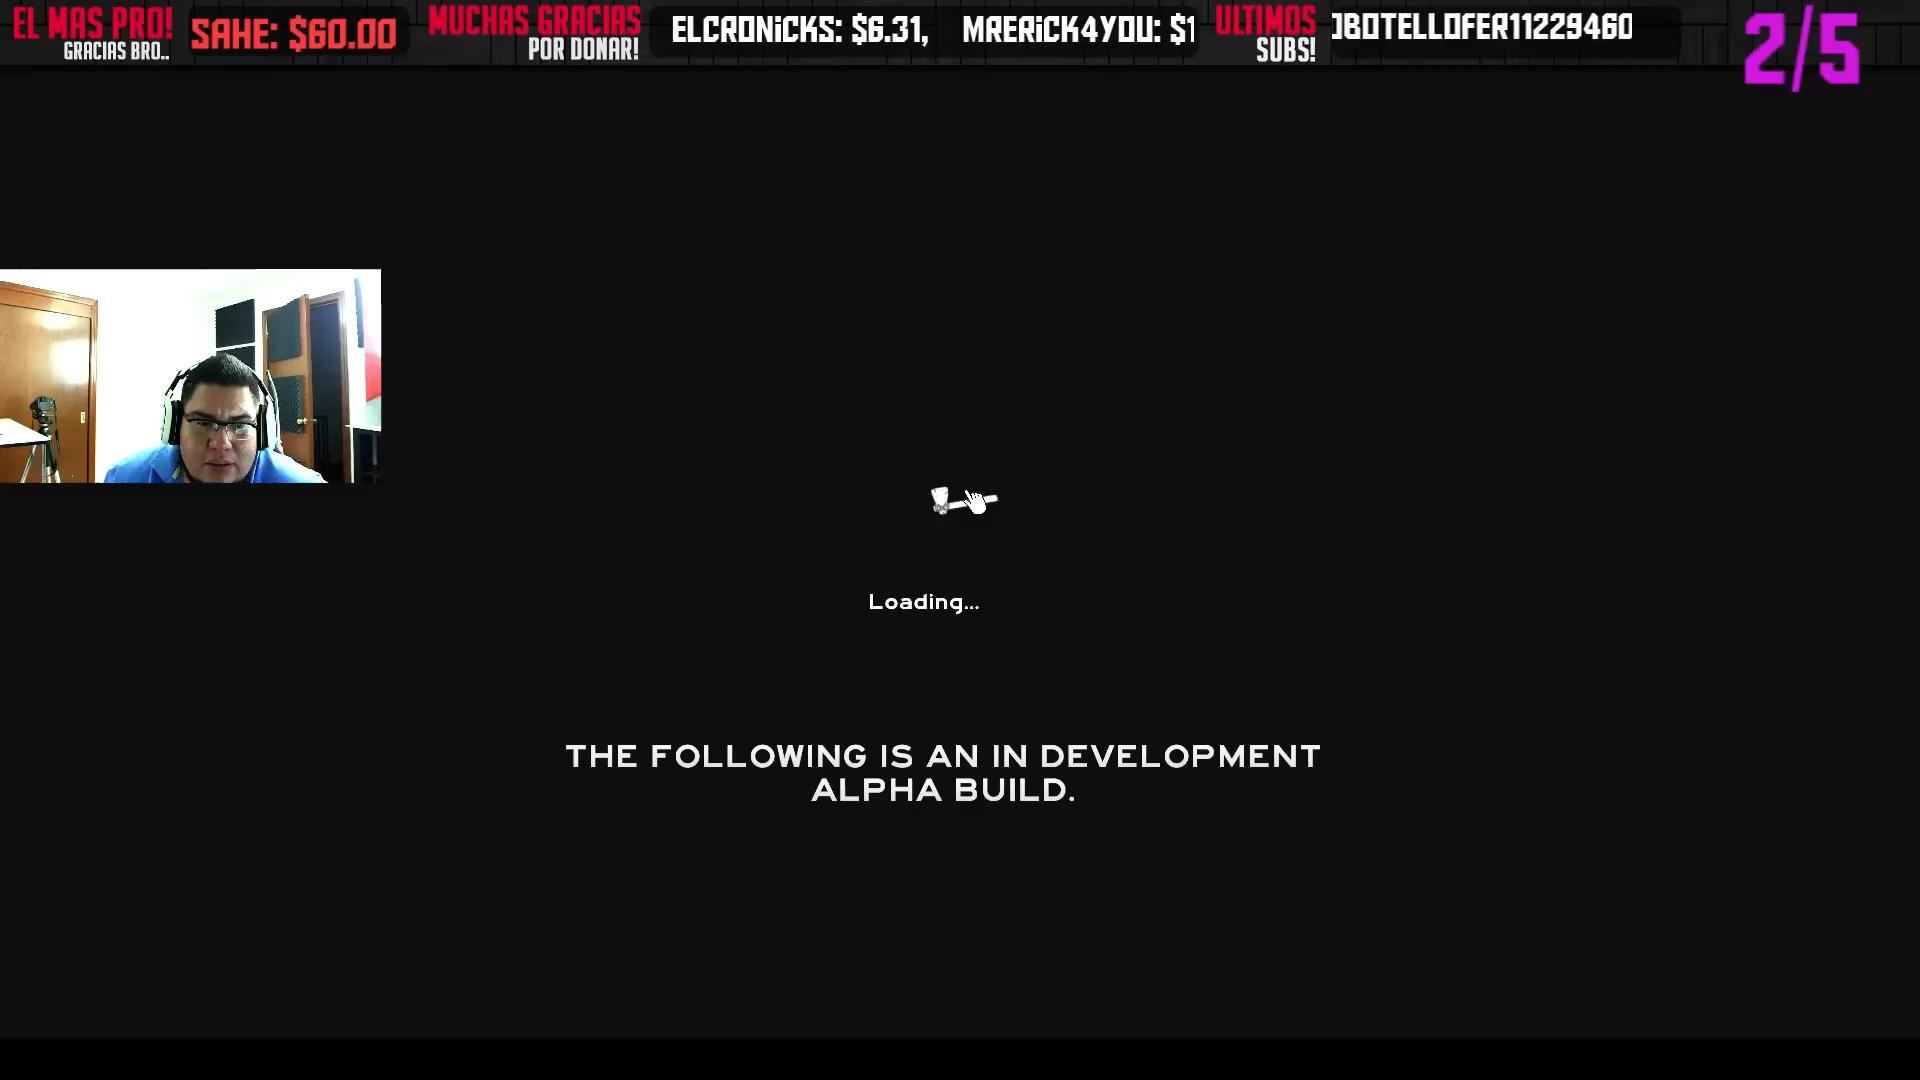 EL MAS PRO!
GRACIAS BRO..
SAHE: $60.00
MUCHAS GRACIAS
POR DONAR!
ELCRONiCKS: $6.31, MRERiCK4YOU: $1
ULTIMOS
SUBS!
OBOTELLOFER11229460
2/5
Loading...
THE FOLLOWING IS AN IN DEVELOPMENT
ALPHA BUILD.